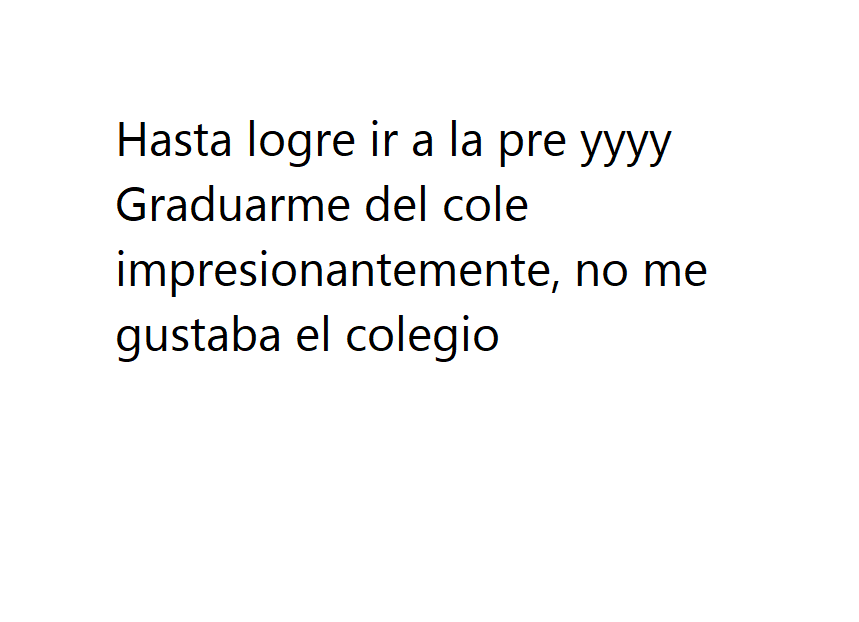 Hasta logre ir a la pre yyyy
Graduarme del cole
impresionantemente, no me
gustaba el colegio